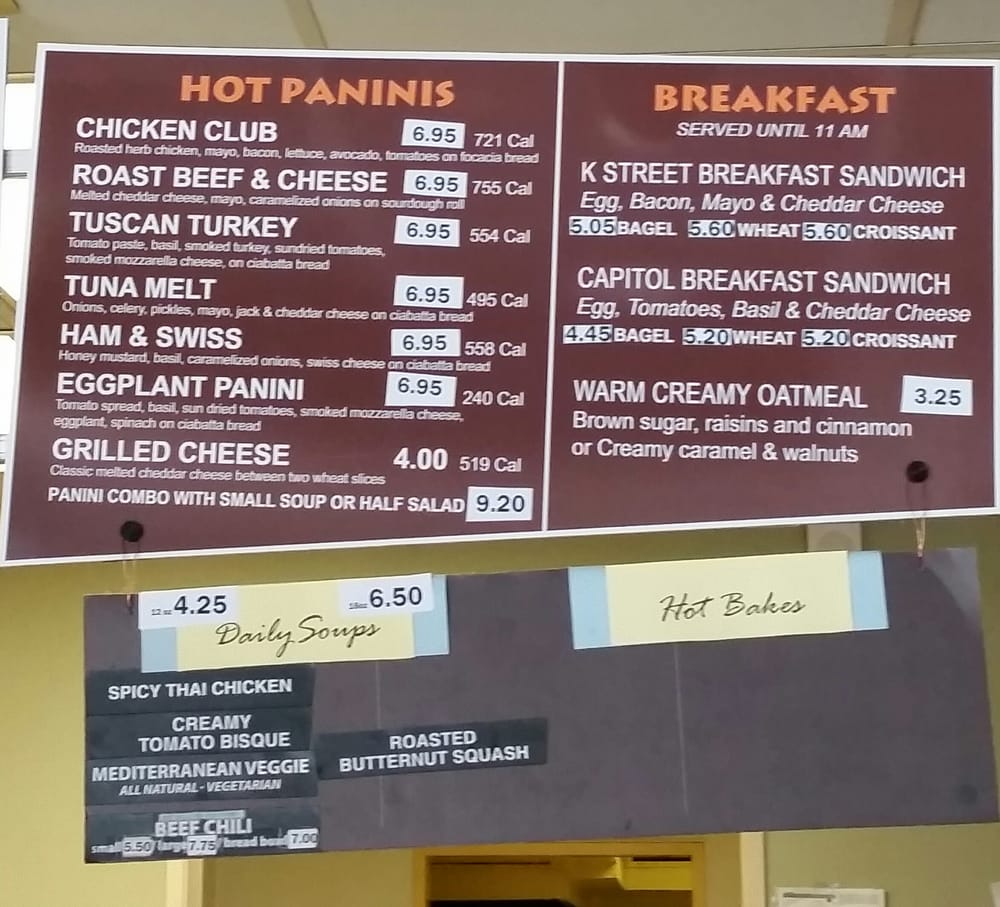 HOT PANINIS
CHICKEN CLUB 6.95 721 Cal
Roasted herb chicken, mayo, bacon, lettuce, avocado, tomatoes on focacia bread
ROAST BEEF & CHEESE 6.95 755 Cal
Melted cheddar cheese, mayo, caramelized onions on sourdough roll
TUSCAN TURKEY 6.95 554 Cal
Tomato paste, basil, smoked turkey, sundried tomatoes,
smoked mozzarella cheese, on ciabatta bread
TUNA MELT 6.95 495 Cal
Onions, celery, pickles, mayo, jack & cheddar cheese on ciabatta bread
HAM & SWISS 6.95 558 Cal
Honey mustard, basil, caramelized onions, swiss cheese on ciabatta bread
EGGPLANT PANINI 6.95 240 Cal
Tomato spread, basil, sun dried tomatoes, smoked mozzarella cheese,
eggplant, spinach on ciabatta bread
GRILLED CHEESE 4.00 519 Cal
Classic melted cheddar cheese between two wheat slices
PANINI COMBO WITH SMALL SOUP OR HALF SALAD 9.20
BREAKFAST
SERVED UNTIL 11 AM
K STREET BREAKFAST SANDWICH
Egg, Bacon, Mayo & Cheddar Cheese
5.05 BAGEL 5.60 WHEAT 5.60 CROISSANT
CAPITOL BREAKFAST SANDWICH
Egg, Tomatoes, Basil & Cheddar Cheese
4.45 BAGEL 5.20 WHEAT 5.20 CROISSANT
WARM CREAMY OATMEAL 3.25
Brown sugar, raisins and cinnamon
or Creamy caramel & walnuts
12 oz 4.25 16oz 6.50
Daily Soups
SPICY THAI CHICKEN
CREAMY
TOMATO BISQUE
MEDITERRANEAN VEGGIE
ALL NATURAL - VEGETARIAN
BEEF CHILI
small 5.50 / large 7.75 / bread bowl 7.00
ROASTED
BUTTERNUT SQUASH
Hot Bakes